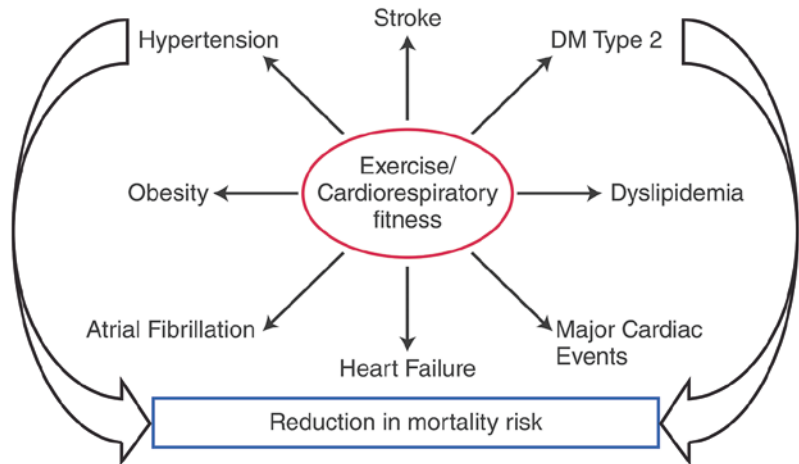 Stroke
Hypertension
DM Type 2
Exercise/
Cardiorespiratory
fitness
Obesity
Dyslipidemia
Atrial Fibrillation
Major Cardiac
Events
Heart Failure
Reduction in mortality risk